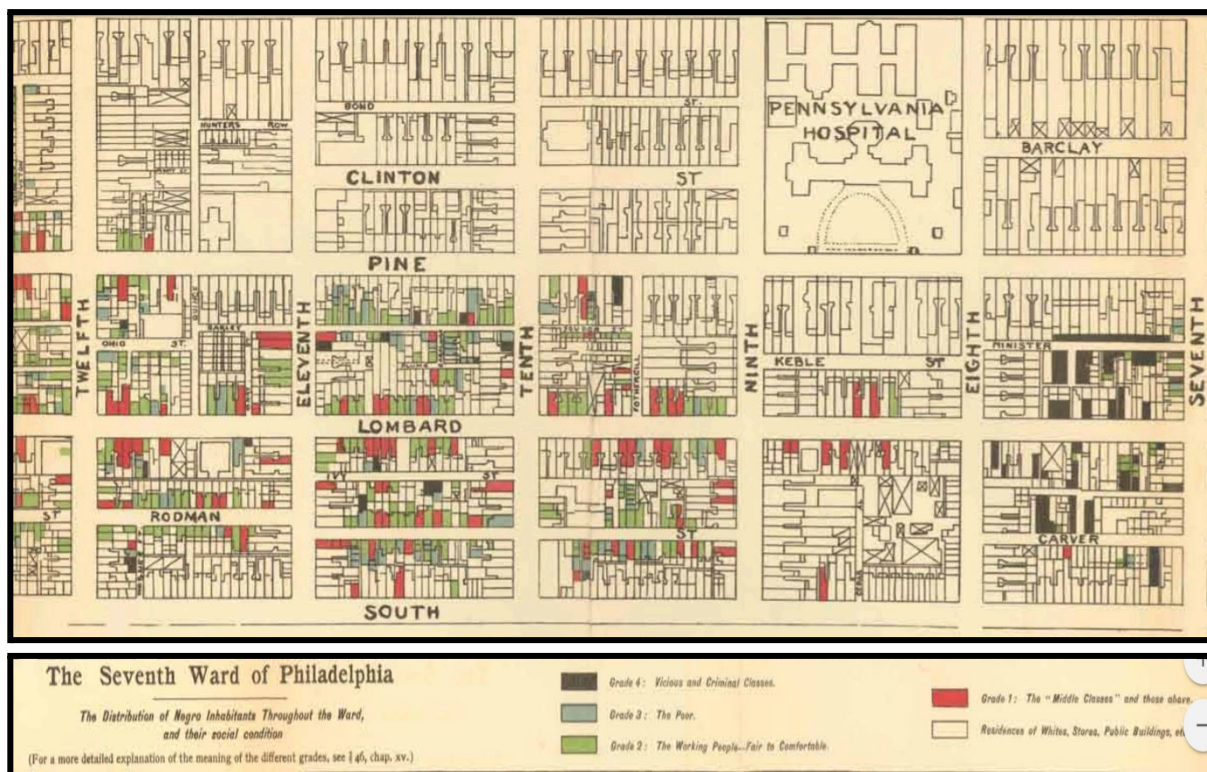 BOND
ST.
HUNTERS ROW
PENNSYLVANIA
HOSPITAL
BARCLAY
CLINTON
ST
PINE
TWELFTH
ELEVENTH
TENTH
NINTH
EIGHTH
SEVENTH
OHIO ST.
MINISTER
KEBLE ST
LOMBARD
ST.
ST
RODMAN
ST
CARVER
SOUTH
The Seventh Ward of Philadelphia
The Distribution of Negro Inhabitants Throughout the Ward,
and their social condition
(For a more detailed explanation of the meaning of the different grades, see § 46, chap. xv.)
Grade 4: Vicious and Criminal Classes.
Grade 3: The Poor.
Grade 2: The Working People—Fair to Comfortable.
Grade 1: The "Middle Classes" and those above.
Residences of Whites, Stores, Public Buildings, etc